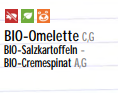 BIO-Omelette C,G
BIO-Salzkartoffeln -
BIO-Cremespinat A,G